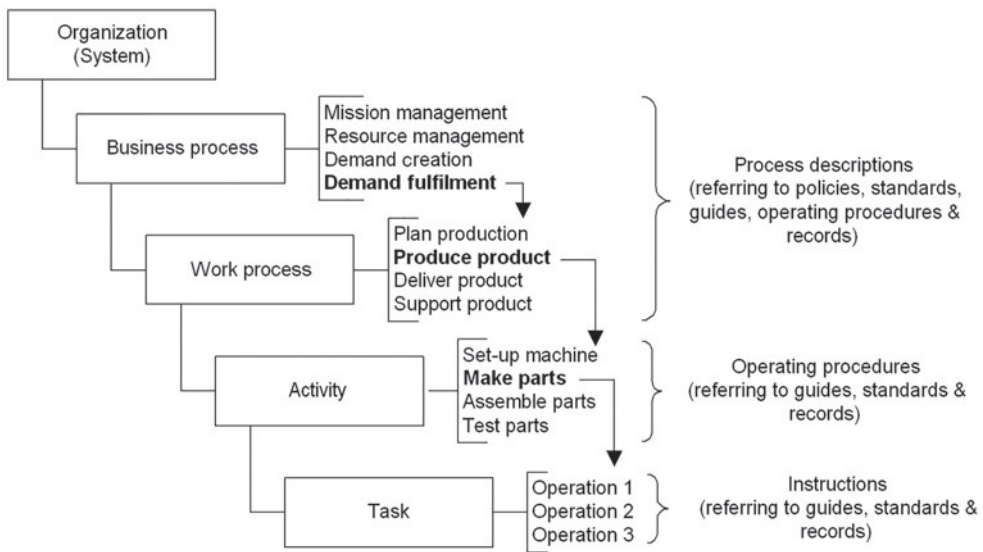 Organization
(System)
Business process
Mission management
Resource management
Demand creation
Demand fulfilment
Process descriptions
(referring to policies, standards,
guides, operating procedures &
records)
Work process
Plan production
Produce product
Deliver product
Support product
Activity
Set-up machine
Make parts
Assemble parts
Test parts
Operating procedures
(referring to guides, standards &
records)
Task
Operation 1
Operation 2
Operation 3
Instructions
(referring to guides, standards &
records)